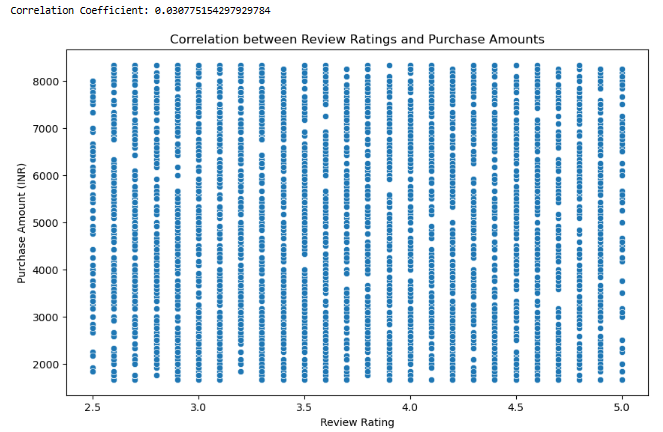 Correlation Coefficient: 0.030775154297929784
Correlation between Review Ratings and Purchase Amounts
8000
7000
6000
5000
4000
3000
2000
Purchase Amount (INR)
2.5 3.0 3.5 4.0 4.5 5.0
Review Rating